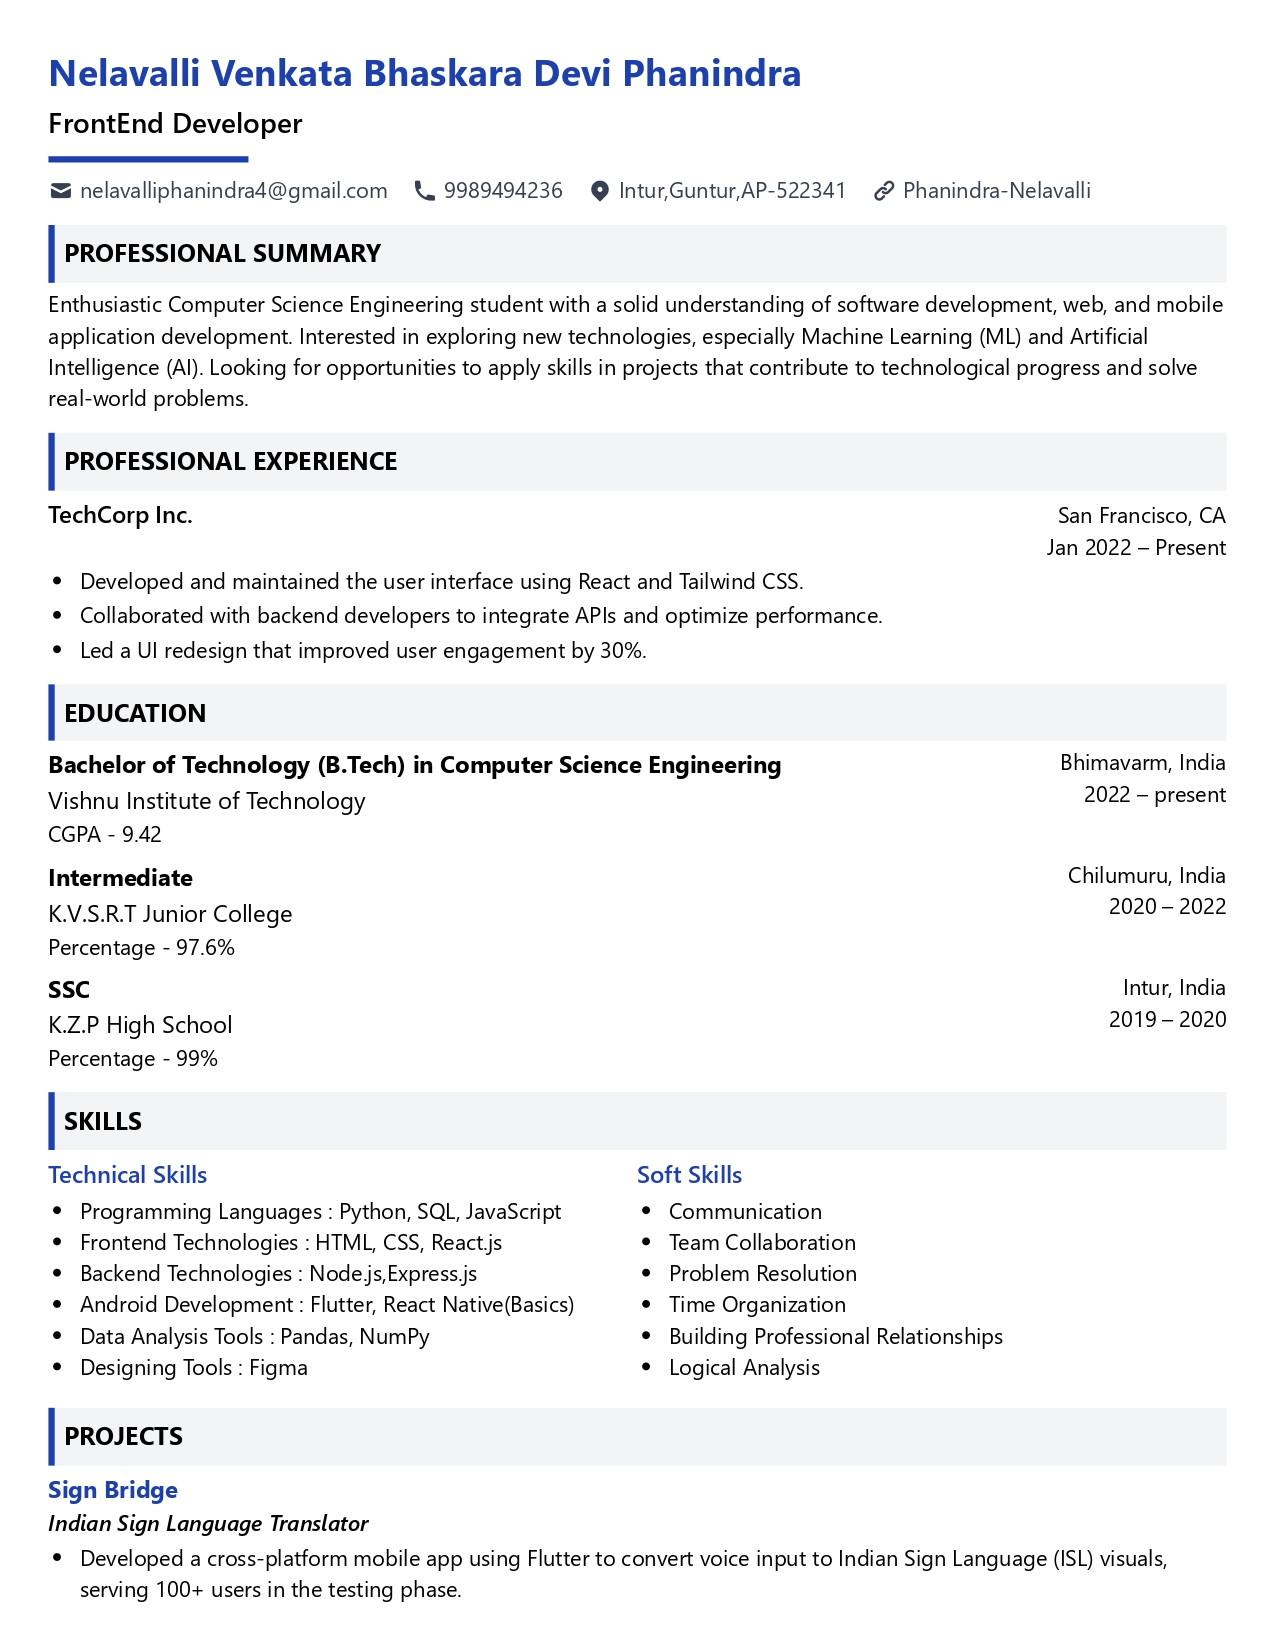 Nelavalli Venkata Bhaskara Devi Phanindra
FrontEnd Developer
nelavalliphanindra4@gmail.com 9989494236 Intur,Guntur,AP-522341 Phanindra-Nelavalli
PROFESSIONAL SUMMARY
Enthusiastic Computer Science Engineering student with a solid understanding of software development, web, and mobile
application development. Interested in exploring new technologies, especially Machine Learning (ML) and Artificial
Intelligence (AI). Looking for opportunities to apply skills in projects that contribute to technological progress and solve
real-world problems.
PROFESSIONAL EXPERIENCE
TechCorp Inc. San Francisco, CA
Jan 2022 – Present
• Developed and maintained the user interface using React and Tailwind CSS.
• Collaborated with backend developers to integrate APIs and optimize performance.
• Led a UI redesign that improved user engagement by 30%.
EDUCATION
Bachelor of Technology (B.Tech) in Computer Science Engineering Bhimavarm, India
Vishnu Institute of Technology 2022 – present
CGPA - 9.42
Intermediate Chilumuru, India
K.V.S.R.T Junior College 2020 – 2022
Percentage - 97.6%
SSC Intur, India
K.Z.P High School 2019 – 2020
Percentage - 99%
SKILLS
Technical Skills
• Programming Languages : Python, SQL, JavaScript
• Frontend Technologies : HTML, CSS, React.js
• Backend Technologies : Node.js,Express.js
• Android Development : Flutter, React Native(Basics)
• Data Analysis Tools : Pandas, NumPy
• Designing Tools : Figma
Soft Skills
• Communication
• Team Collaboration
• Problem Resolution
• Time Organization
• Building Professional Relationships
• Logical Analysis
PROJECTS
Sign Bridge
Indian Sign Language Translator
• Developed a cross-platform mobile app using Flutter to convert voice input to Indian Sign Language (ISL) visuals,
serving 100+ users in the testing phase.